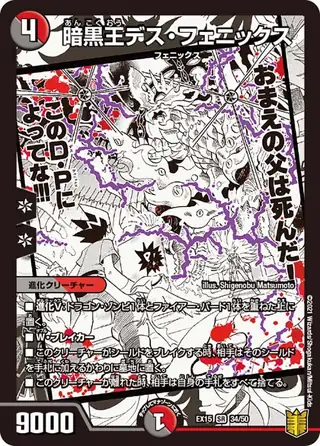 4
あんこくおう
暗黒王デス・フェニックス
フェニックス
おまえの父は死んだ!
このD・Pに
よってな!!!
illus. Shigenobu Matsumoto
進化クリーチャー
■進化V:ドラゴン・ゾンビ1体とファイアー・バード1体を重ねた上に
置く。
■W・ブレイカー
■このクリーチャーがシールドをブレイクする時、相手はそのシールド
を手札に加えるかわりに墓地に置く。
■このクリーチャーが離れた時、相手は自身の手札をすべて捨てる。
9000
1
EX15 SR 34/50